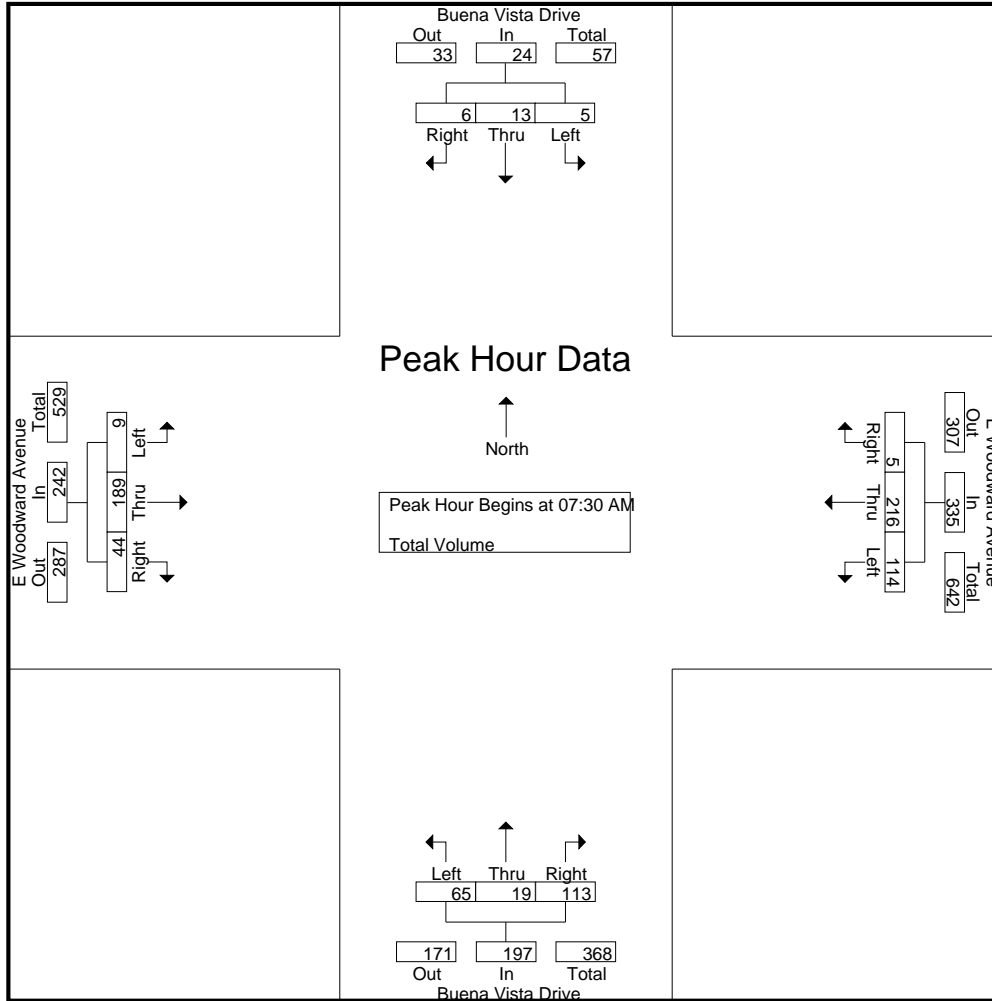 Buena Vista Drive
Out In Total
33 24 57
6 13 5
Right Thru Left
Peak Hour Data
North
Peak Hour Begins at 07:30 AM
Total Volume
E Woodward Avenue
Out In Total
287 242 529
44 189 9
Right Thru Left
E Woodward Avenue
Out In Total
307 335 642
5 216 114
Right Thru Left
Left Thru Right
65 19 113
171 197 368
Out In Total
Buena Vista Drive